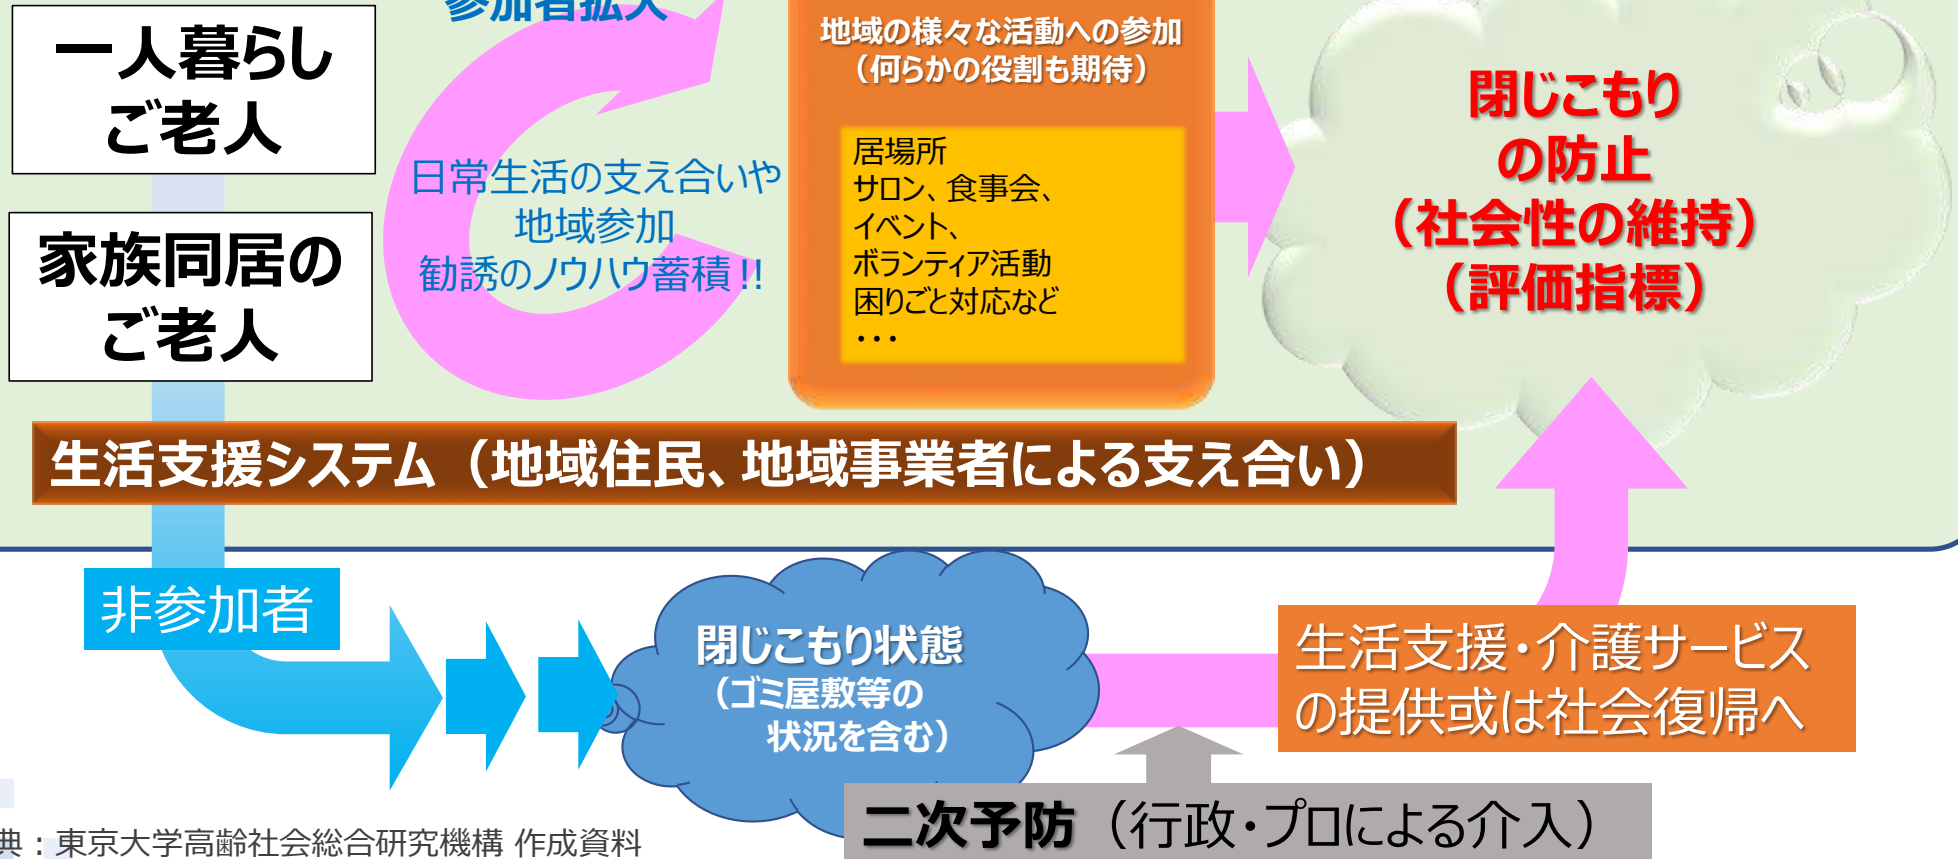 参加者拡大
一人暮らし
ご老人
家族同居の
ご老人
日常生活の支え合いや
地域参加
勧誘のノウハウ蓄積!!
地域の様々な活動への参加
（何らかの役割も期待）
居場所
サロン、食事会、
イベント、
ボランティア活動
困りごと対応など
・・・
閉じこもり
の防止
（社会性の維持）
（評価指標）
生活支援システム（地域住民、地域事業者による支え合い）
非参加者
閉じこもり状態
（ゴミ屋敷等の
状況を含む）
生活支援・介護サービス
の提供或は社会復帰へ
二次予防（行政・プロによる介入）
典：東京大学高齢社会総合研究機構 作成資料